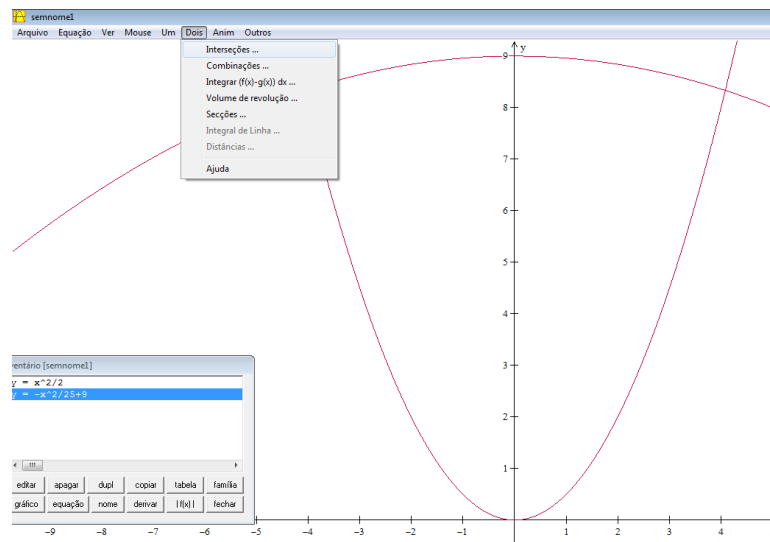 semnome1
Arquivo Equação Ver Mouse Um Dois Anim Outros
Interseções ...
Combinações ...
Integrar (f(x)-g(x)) dx ...
Volume de revolução ...
Secções ...
Integral de Linha ...
Distâncias ...
Ajuda
y
9
8
7
6
5
4
3
2
1
ventário [semnome1]
y = x^2/2
y = -x^2/25+9
editar apagar dupl copiar tabela família
gráfico equação nome derivar |f(x)| fechar
-9 -8 -7 -6 -5 -4 -3 -2 -1 1 2 3 4